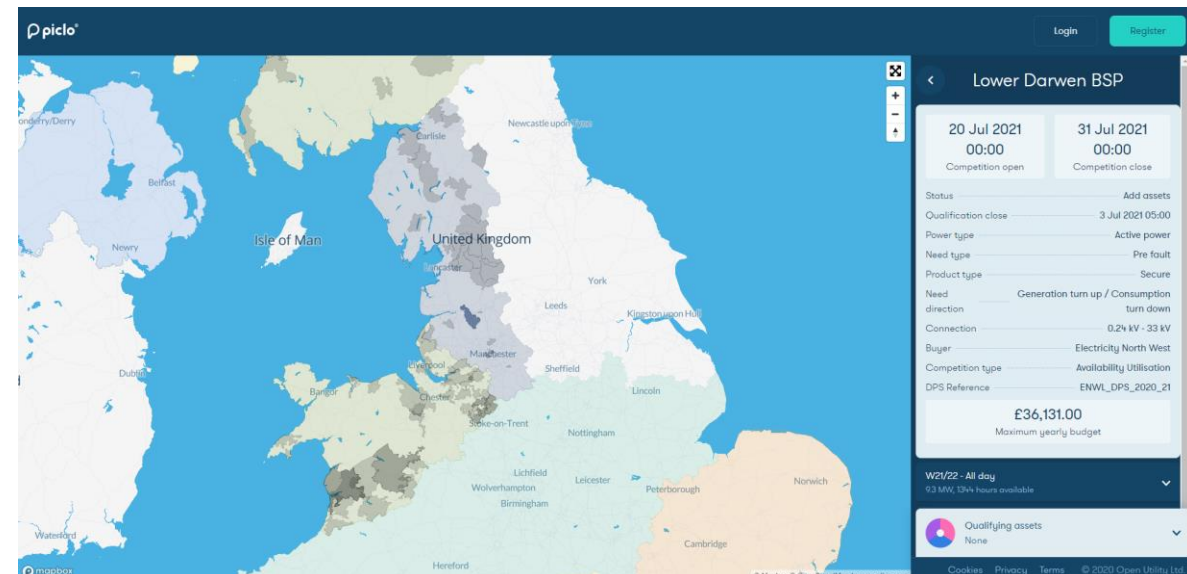 piclo®
Login
Register
Newcastle upon Tyne
Carlisle
Belfast
Isle of Man
United Kingdom
Newry
Lancaster
York
Leeds
Kingston upon Hull
Manchester
Liverpool
Sheffield
Dublin
Bangor
Chester
Lincoln
Stoke-on-Trent
Nottingham
Lichfield
Leicester
Norwich
Wolverhampton
Peterborough
Birmingham
Waterford
Cambridge
Hereford
mapbox
Lower Darwen BSP
20 Jul 2021
00:00
Competition open
31 Jul 2021
00:00
Competition close
Status Add assets
Qualification close 3 Jul 2021 05:00
Power type Active power
Need type Pre fault
Product type Secure
Need direction Generation turn up / Consumption turn down
Connection 0.24 kV - 33 kV
Buyer Electricity North West
Competition type Availability Utilisation
DPS Reference ENWL_DPS_2020_21
£36,131.00
Maximum yearly budget
W21/22 - All day
9.3 MW, 1344 hours available
Qualifying assets
None
Cookies Privacy Terms © 2020 Open Utility Ltd